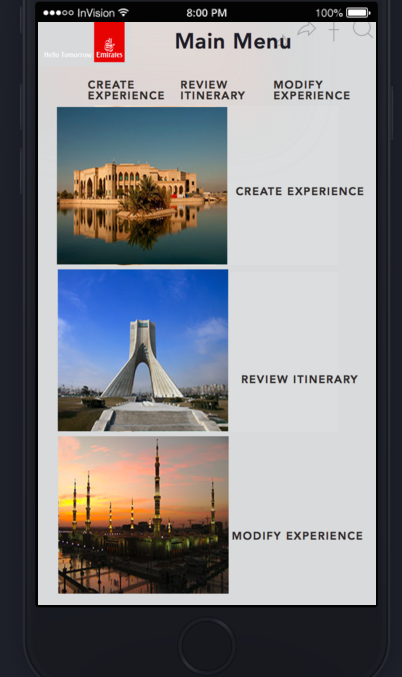 InVision 8:00 PM 100%
Main Menu
Hello Tomorrow Emirates
CREATE EXPERIENCE
REVIEW ITINERARY
MODIFY EXPERIENCE
CREATE EXPERIENCE
REVIEW ITINERARY
MODIFY EXPERIENCE